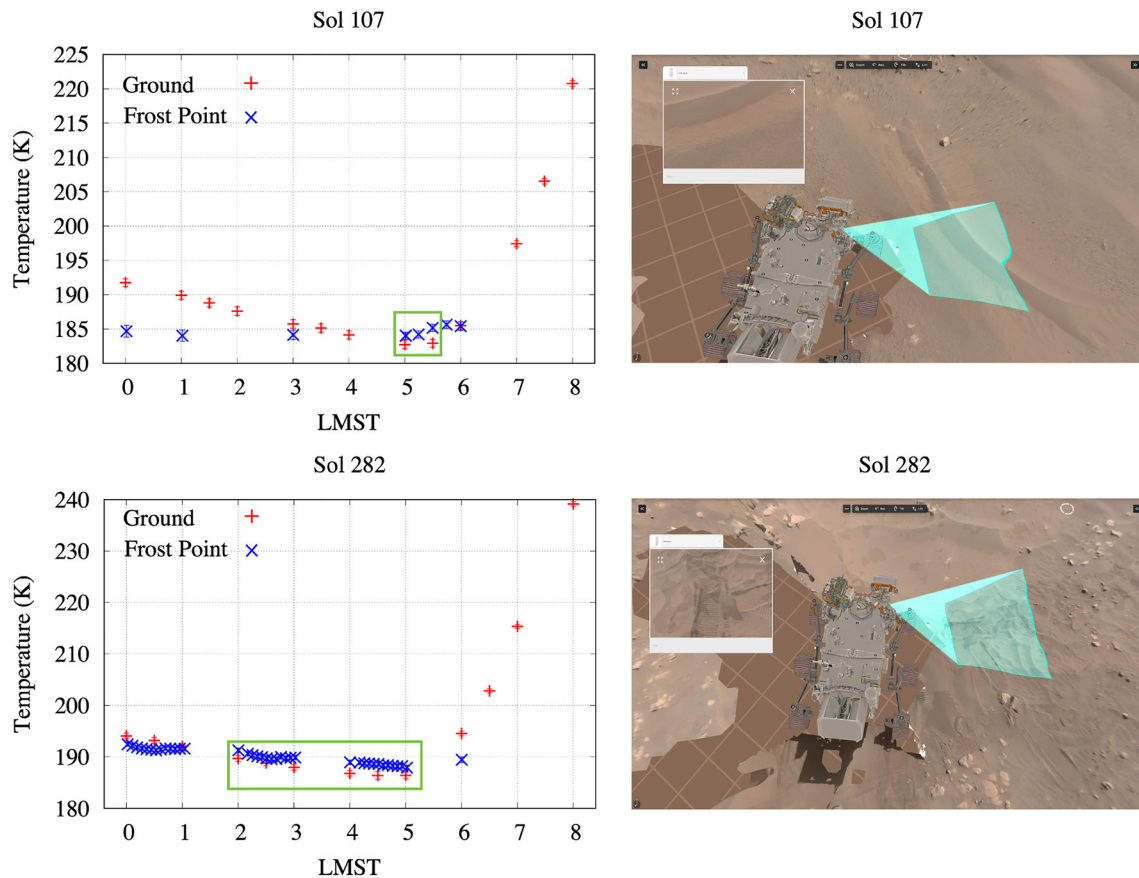 Sol 107
Sol 107
225
220
215
210
205
200
195
190
185
180
Temperature (K)
Ground
Frost Point
0 1 2 3 4 5 6 7 8
LMST
Sol 282
Sol 282
240
230
220
210
200
190
180
Temperature (K)
Ground
Frost Point
0 1 2 3 4 5 6 7 8
LMST